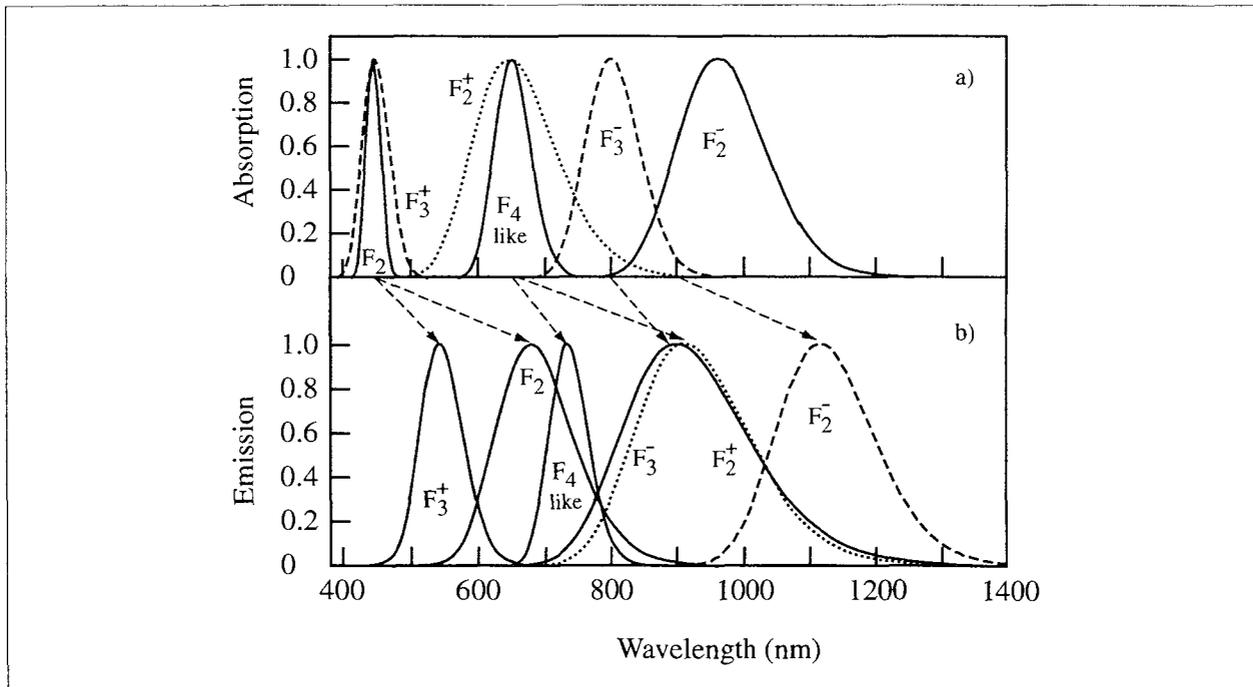 a)
Absorption
1.0
0.8
0.6
0.4
0.2
0
F₂
F₃⁺
F₂⁺
F₄
like
F₃⁻
F₂⁻
b)
Emission
1.0
0.8
0.6
0.4
0.2
0
F₃⁺
F₂
F₄
like
F₃⁻
F₂⁺
F₂⁻
400 600 800 1000 1200 1400
Wavelength (nm)